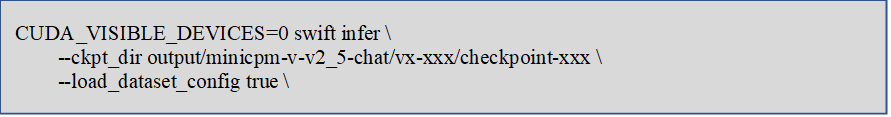 CUDA_VISIBLE_DEVICES=0 swift infer \
--ckpt_dir output/minicpm-v-v2_5-chat/vx-xxx/checkpoint-xxx \
--load_dataset_config true \